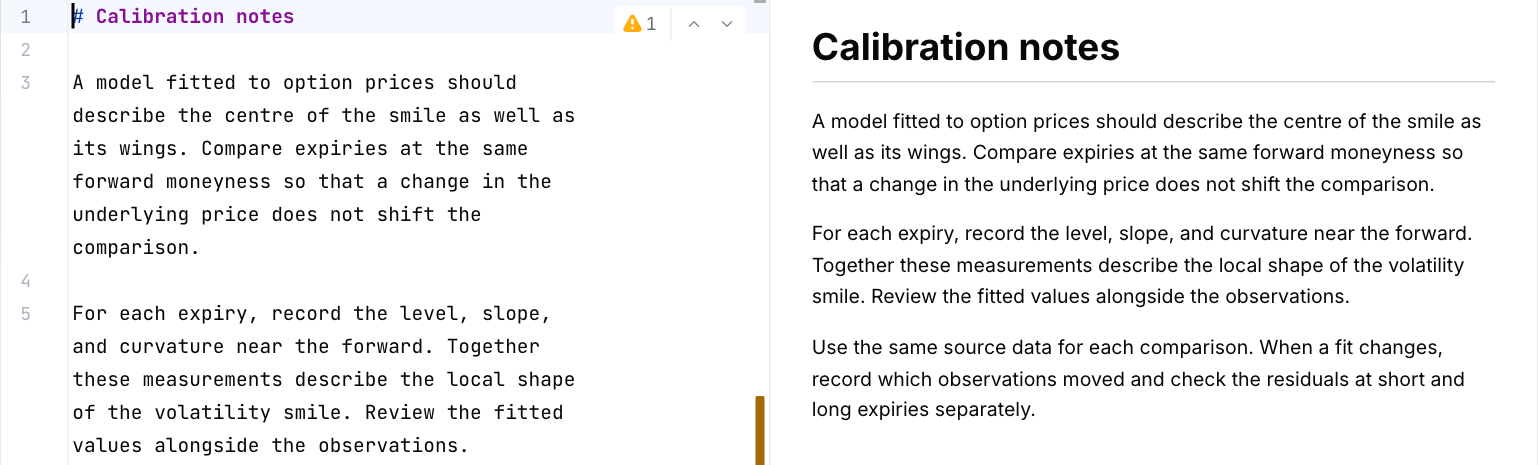 1 # Calibration notes
1
2
3 A model fitted to option prices should
describe the centre of the smile as well as
its wings. Compare expiries at the same
forward moneyness so that a change in the
underlying price does not shift the
comparison.
4
5 For each expiry, record the level, slope,
and curvature near the forward. Together
these measurements describe the local shape
of the volatility smile. Review the fitted
values alongside the observations.
Calibration notes
A model fitted to option prices should describe the centre of the smile as
well as its wings. Compare expiries at the same forward moneyness so
that a change in the underlying price does not shift the comparison.
For each expiry, record the level, slope, and curvature near the forward.
Together these measurements describe the local shape of the volatility
smile. Review the fitted values alongside the observations.
Use the same source data for each comparison. When a fit changes,
record which observations moved and check the residuals at short and
long expiries separately.